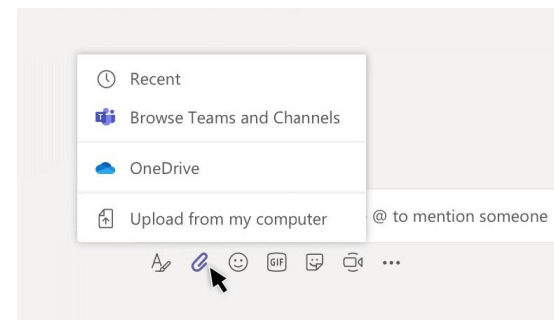 Recent
Browse Teams and Channels
OneDrive
Upload from my computer
@ to mention someone
GIF